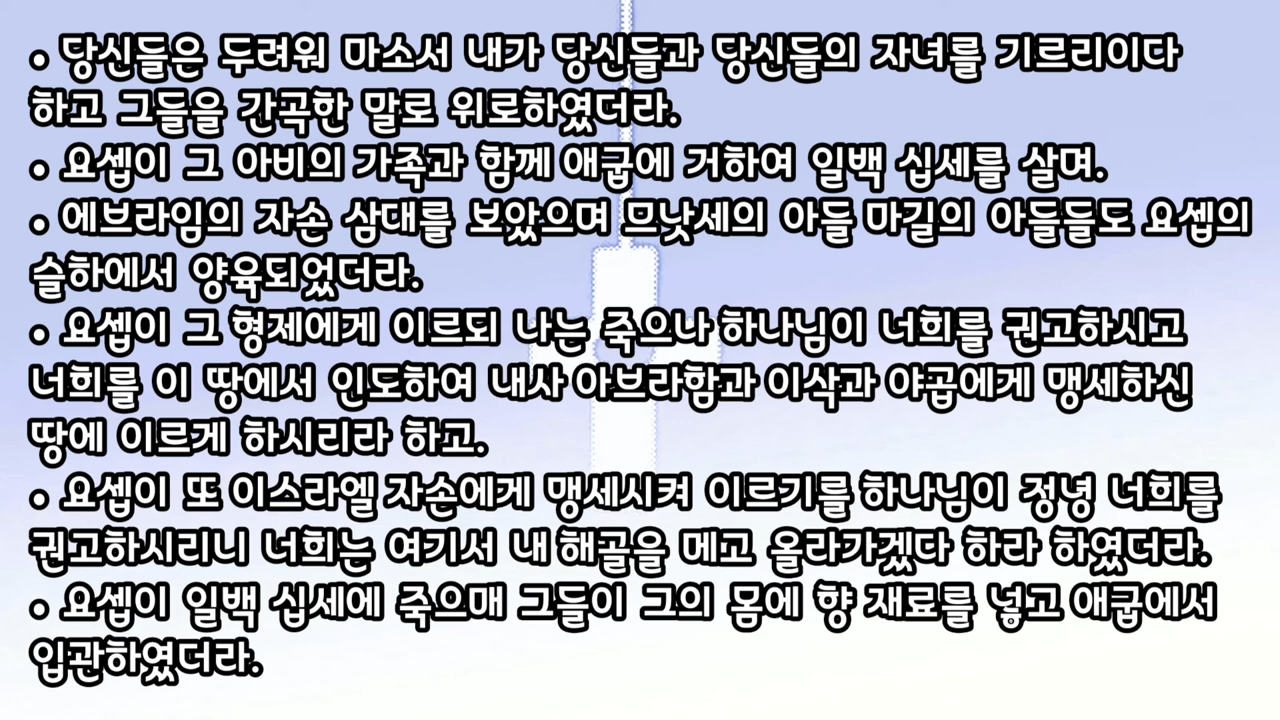 • 당신들은 두려워 마소서 내가 당신들과 당신들의 자녀를 기르리이다
하고 그들을 간곡한 말로 위로하였더라.
• 요셉이 그 아비의 가족과 함께 애굽에 거하여 일백 십세를 살며.
• 에브라임의 자손 삼대를 보았으며 므낫세의 아들 마길의 아들들도 요셉의
슬하에서 양육되었더라.
• 요셉이 그 형제에게 이르되 나는 죽으나 하나님이 너희를 권고하시고
너희를 이 땅에서 인도하여 내사 아브라함과 이삭과 야곱에게 맹세하신
땅에 이르게 하시리라 하고.
• 요셉이 또 이스라엘 자손에게 맹세시켜 이르기를 하나님이 정녕 너희를
권고하시리니 너희는 여기서 내 해골을 메고 올라가겠다 하라 하였더라.
• 요셉이 일백 십세에 죽으매 그들이 그의 몸에 향 재료를 넣고 애굽에서
입관하였더라.